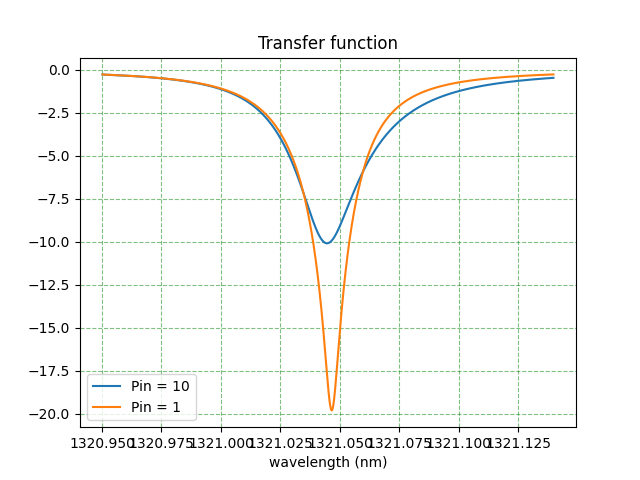 Transfer function
0.0
−2.5
−5.0
−7.5
−10.0
−12.5
−15.0
−17.5
−20.0
Pin = 10
Pin = 1
1320.950 1320.975 1321.000 1321.025 1321.050 1321.075 1321.100 1321.125
wavelength (nm)